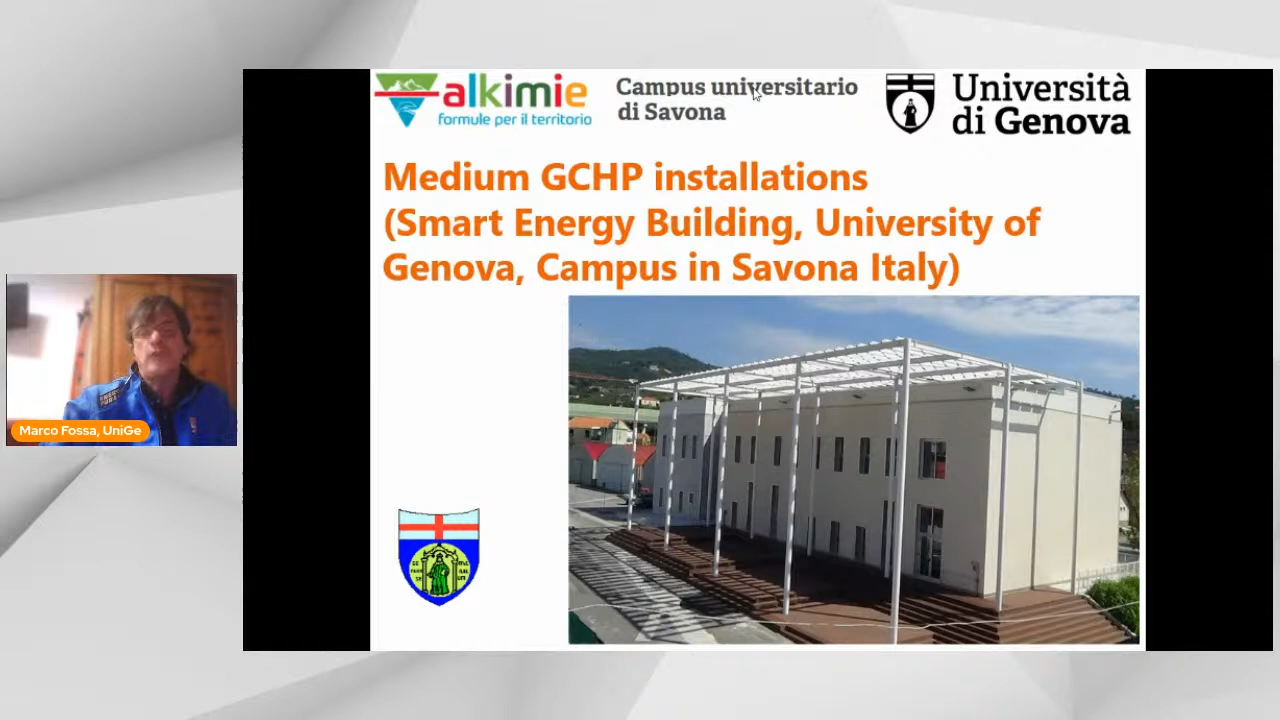 alkimie
formule per il territorio
Campus universitario
di Savona
Università
di Genova
Medium GCHP installations
(Smart Energy Building, University of
Genova, Campus in Savona Italy)
Marco Fossa, UniGe